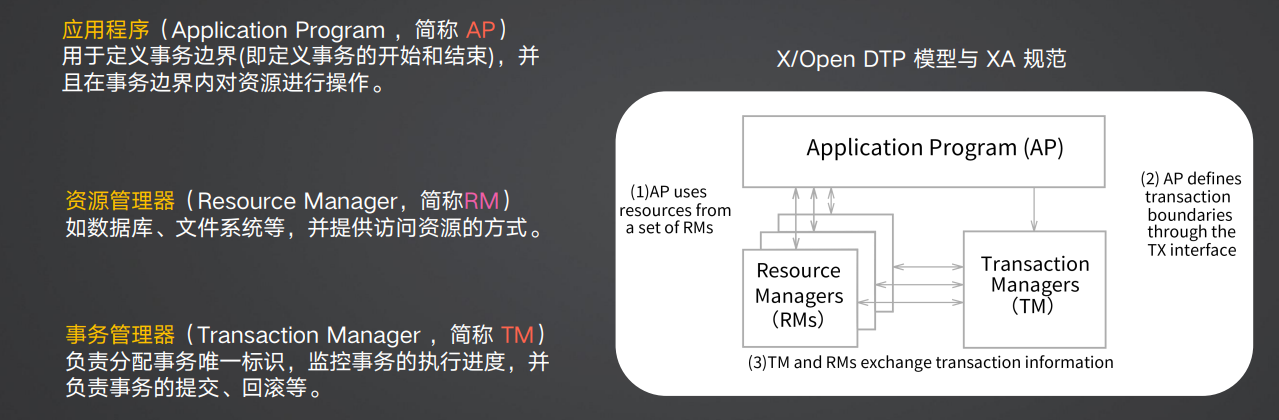 应用程序（Application Program ，简称 AP）
用于定义事务边界(即定义事务的开始和结束)，并
且在事务边界内对资源进行操作。
资源管理器（Resource Manager，简称RM）
如数据库、文件系统等，并提供访问资源的方式。
事务管理器（Transaction Manager ，简称 TM）
负责分配事务唯一标识，监控事务的执行进度，并
负责事务的提交、回滚等。
X/Open DTP 模型与 XA 规范
Application Program (AP)
(1)AP uses
resources from
a set of RMs
(2) AP defines
transaction
boundaries
through the
TX interface
Resource
Managers
（RMs）
Transaction
Managers
（TM）
(3)TM and RMs exchange transaction information